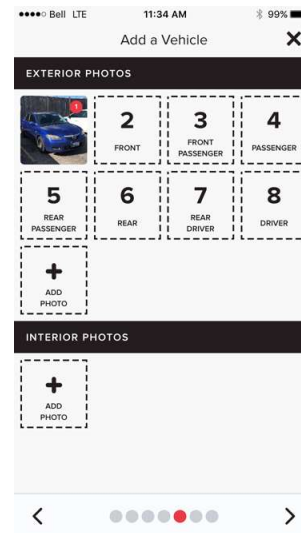 Bell LTE 11:34 AM 99%
Add a Vehicle
EXTERIOR PHOTOS
1
2
FRONT
3
FRONT
PASSENGER
4
PASSENGER
5
REAR
PASSENGER
6
REAR
7
REAR
DRIVER
8
DRIVER
+
ADD
PHOTO
INTERIOR PHOTOS
+
ADD
PHOTO